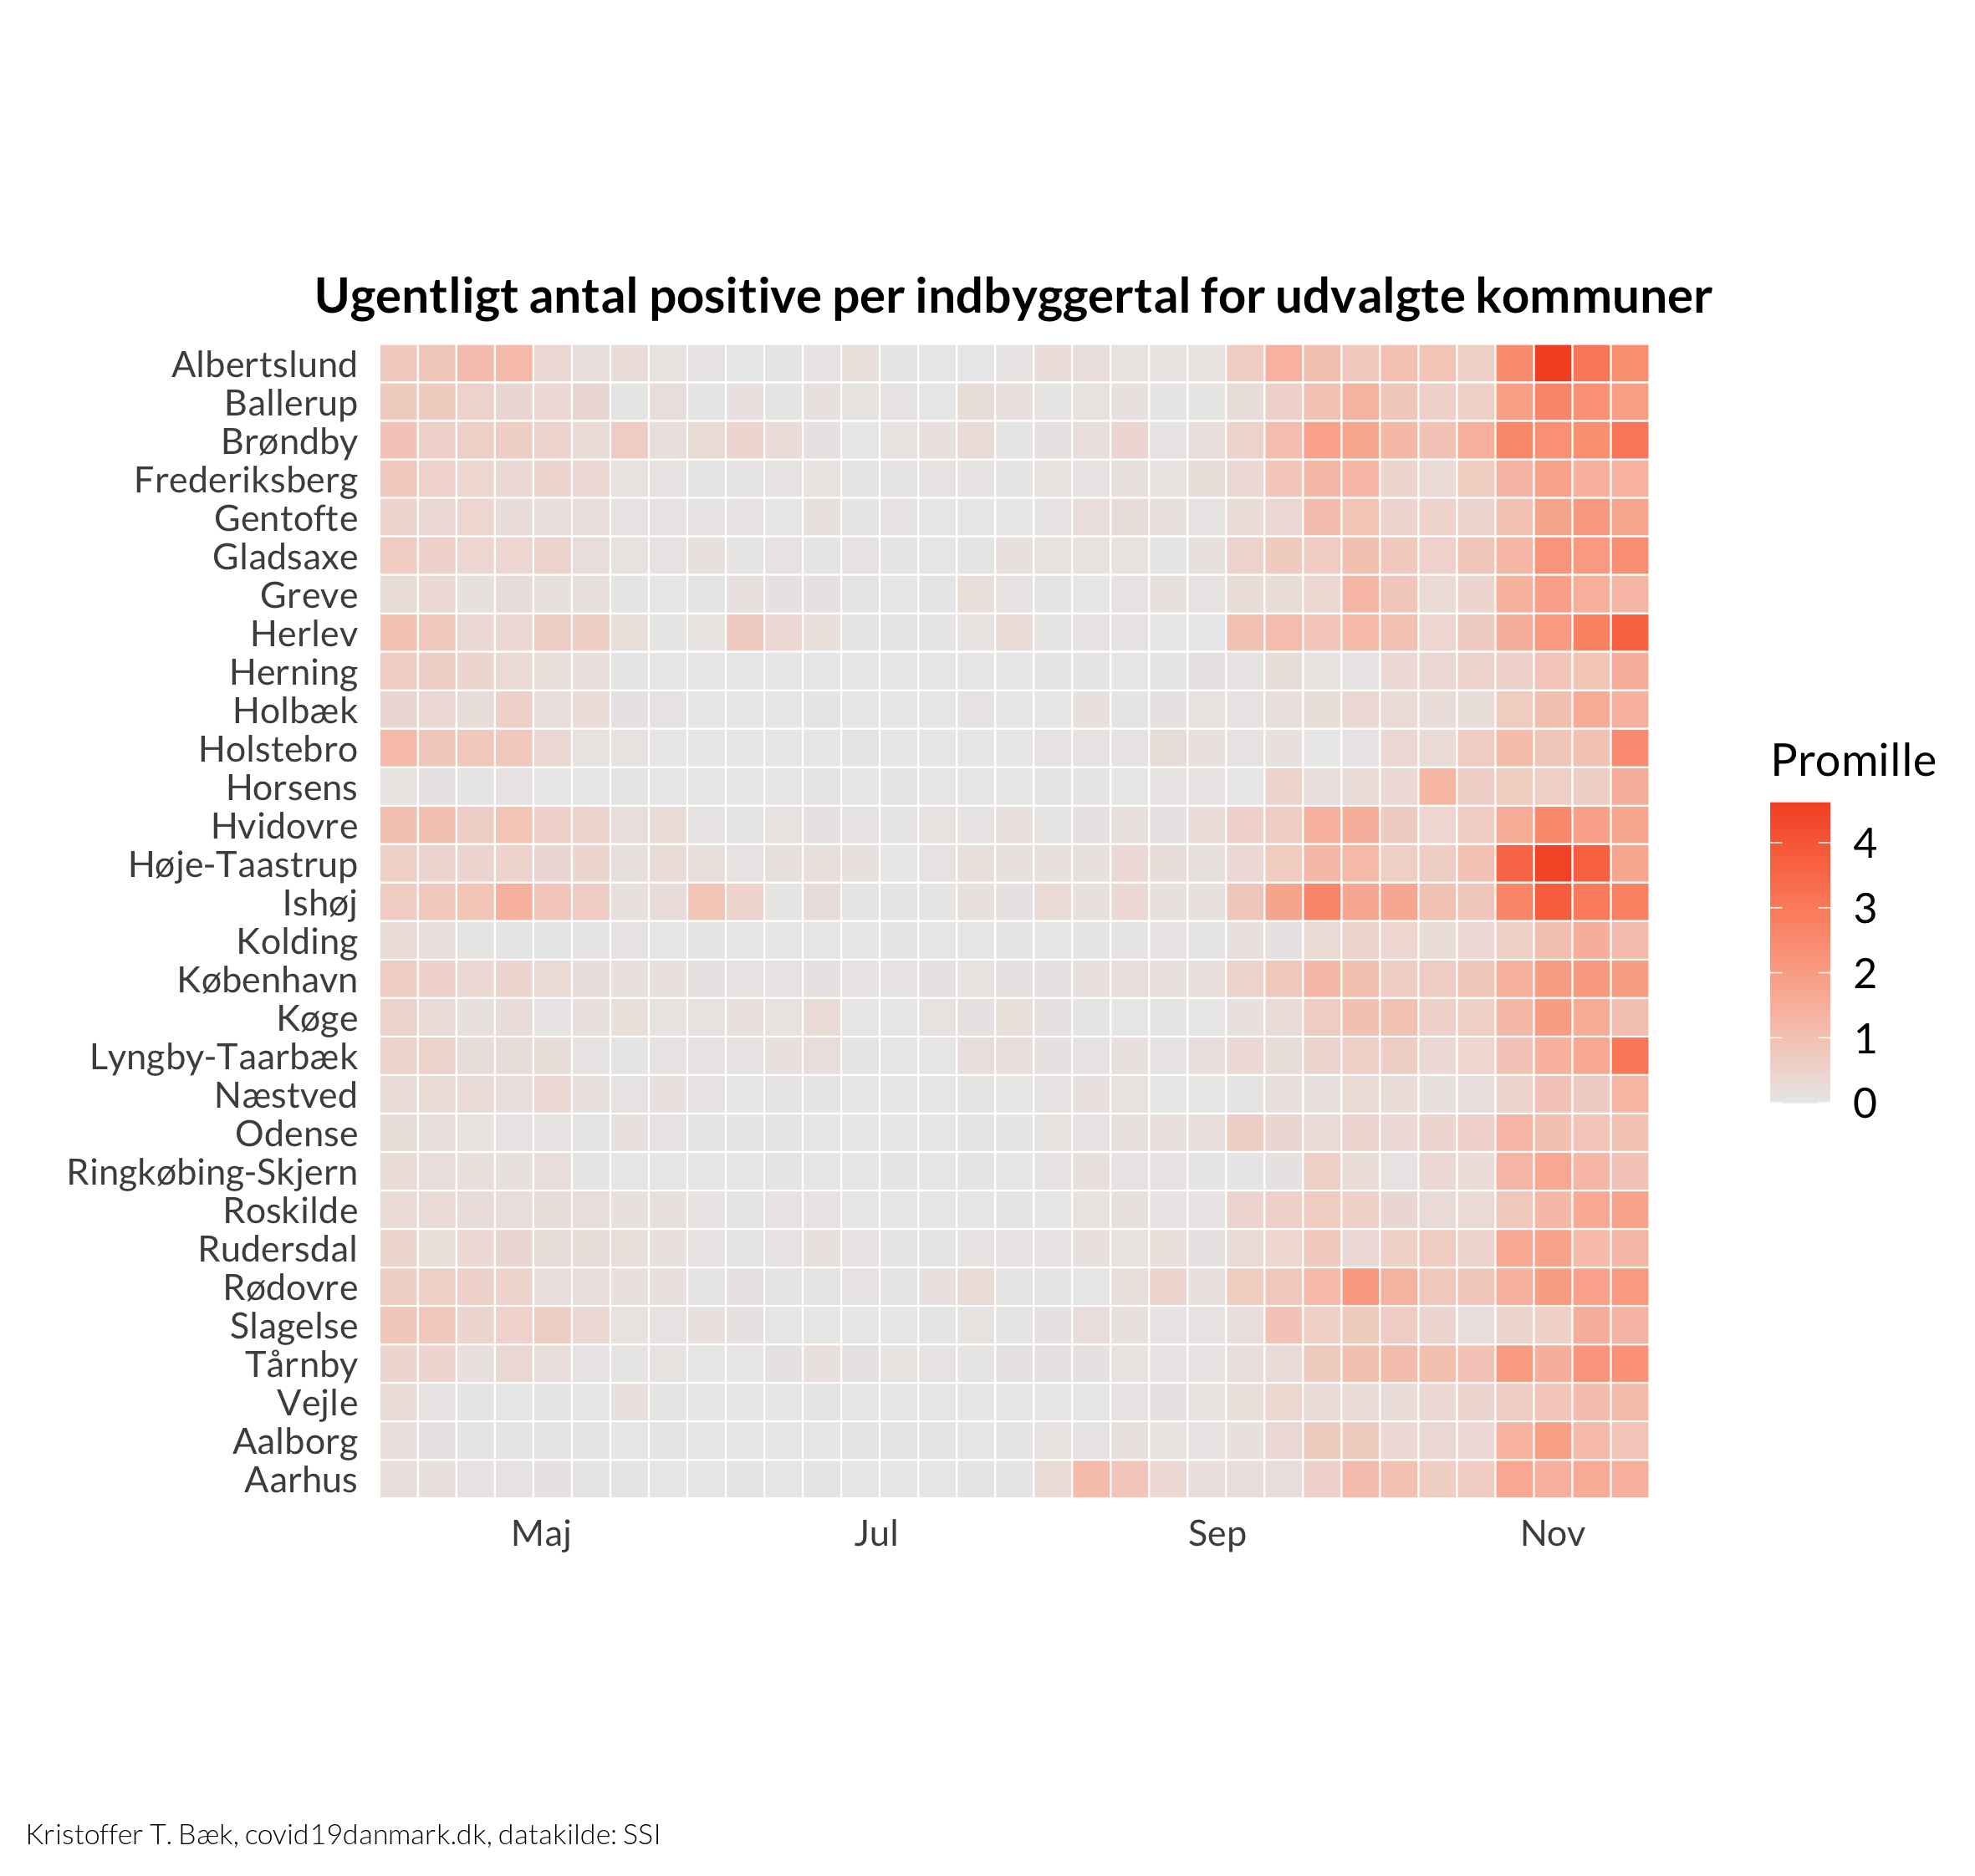 Ugentligt antal positive per indbyggertal for udvalgte kommuner
Albertslund
Ballerup
Brøndby
Frederiksberg
Gentofte
Gladsaxe
Greve
Herlev
Herning
Holbæk
Holstebro
Horsens
Hvidovre
Høje-Taastrup
Ishøj
Kolding
København
Køge
Lyngby-Taarbæk
Næstved
Odense
Ringkøbing-Skjern
Roskilde
Rudersdal
Rødovre
Slagelse
Tårnby
Vejle
Aalborg
Aarhus
Maj Jul Sep Nov
Promille
4
3
2
1
0
Kristoffer T. Bæk, covid19danmark.dk, datakilde: SSI